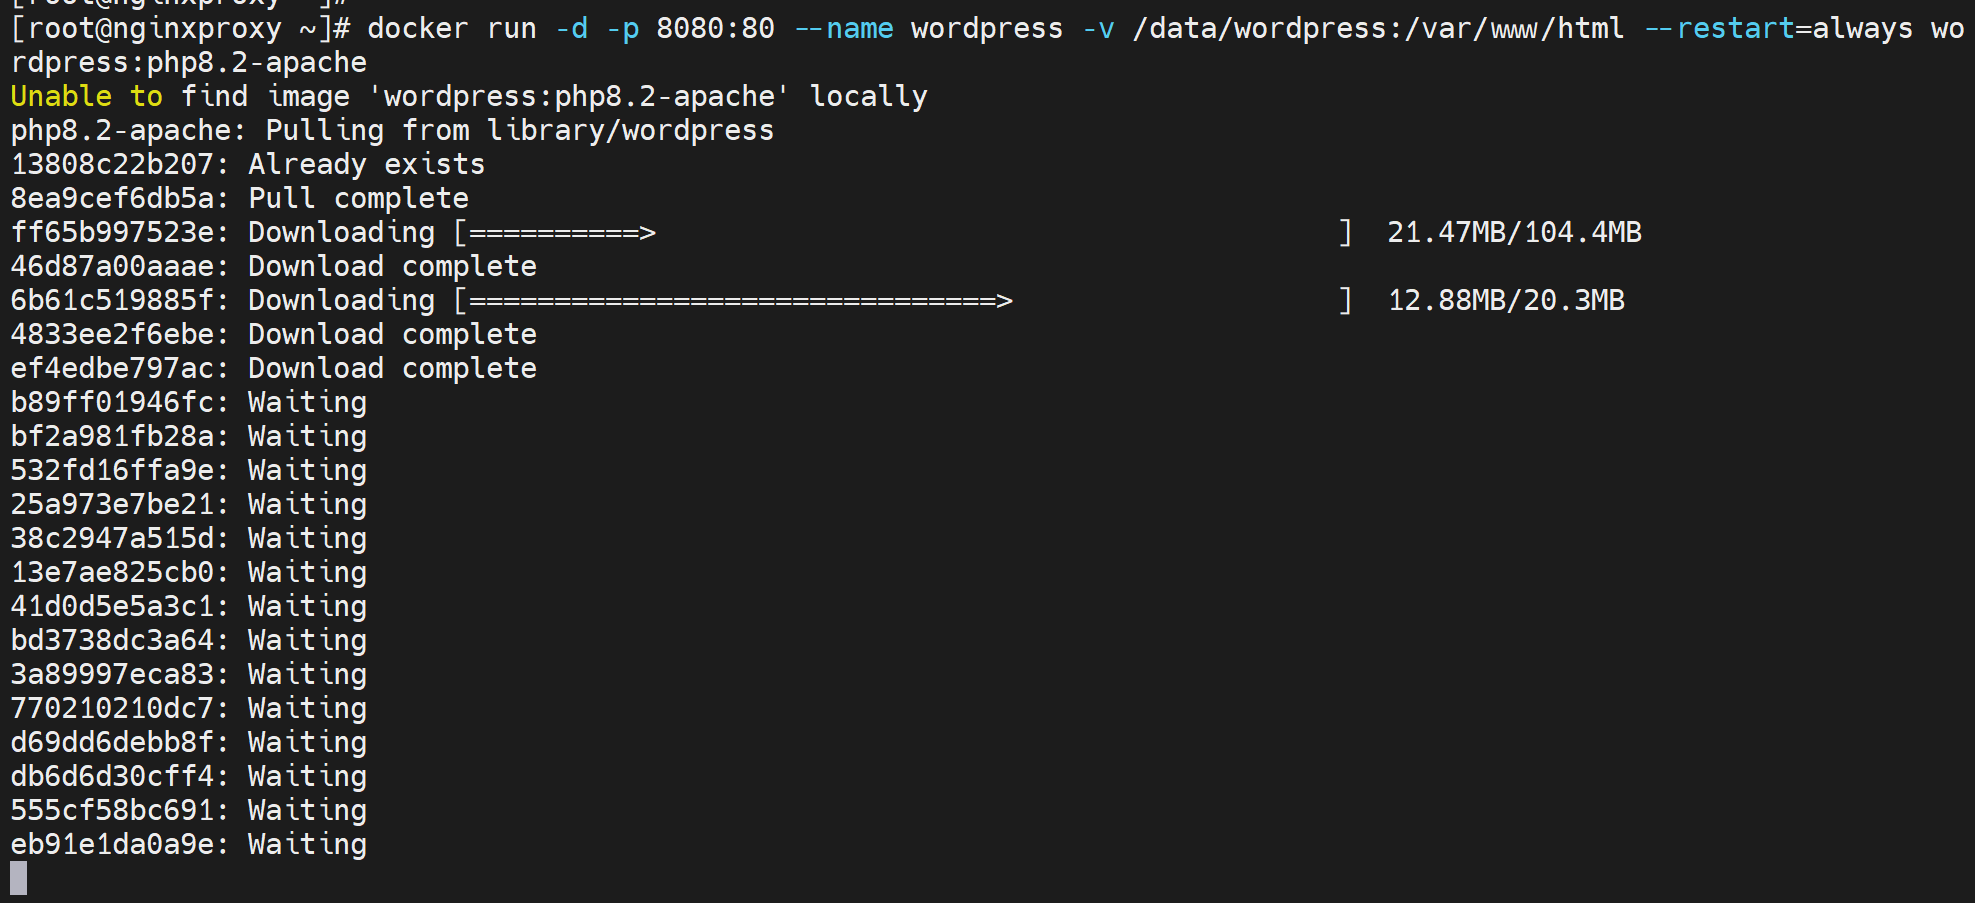 [root@nginxproxy ~]#
[root@nginxproxy ~]# docker run -d -p 8080:80 --name wordpress -v /data/wordpress:/var/www/html --restart=always wo
rdpress:php8.2-apache
Unable to find image 'wordpress:php8.2-apache' locally
php8.2-apache: Pulling from library/wordpress
13808c22b207: Already exists
8ea9cef6db5a: Pull complete
ff65b997523e: Downloading [==========>                                        ]  21.47MB/104.4MB
46d87a00aaae: Download complete
6b61c519885f: Downloading [===============================>                   ]  12.88MB/20.3MB
4833ee2f6ebe: Download complete
ef4edbe797ac: Download complete
b89ff01946fc: Waiting
bf2a981fb28a: Waiting
532fd16ffa9e: Waiting
25a973e7be21: Waiting
38c2947a515d: Waiting
13e7ae825cb0: Waiting
41d0d5e5a3c1: Waiting
bd3738dc3a64: Waiting
3a89997eca83: Waiting
770210210dc7: Waiting
d69dd6debb8f: Waiting
db6d6d30cff4: Waiting
555cf58bc691: Waiting
eb91e1da0a9e: Waiting